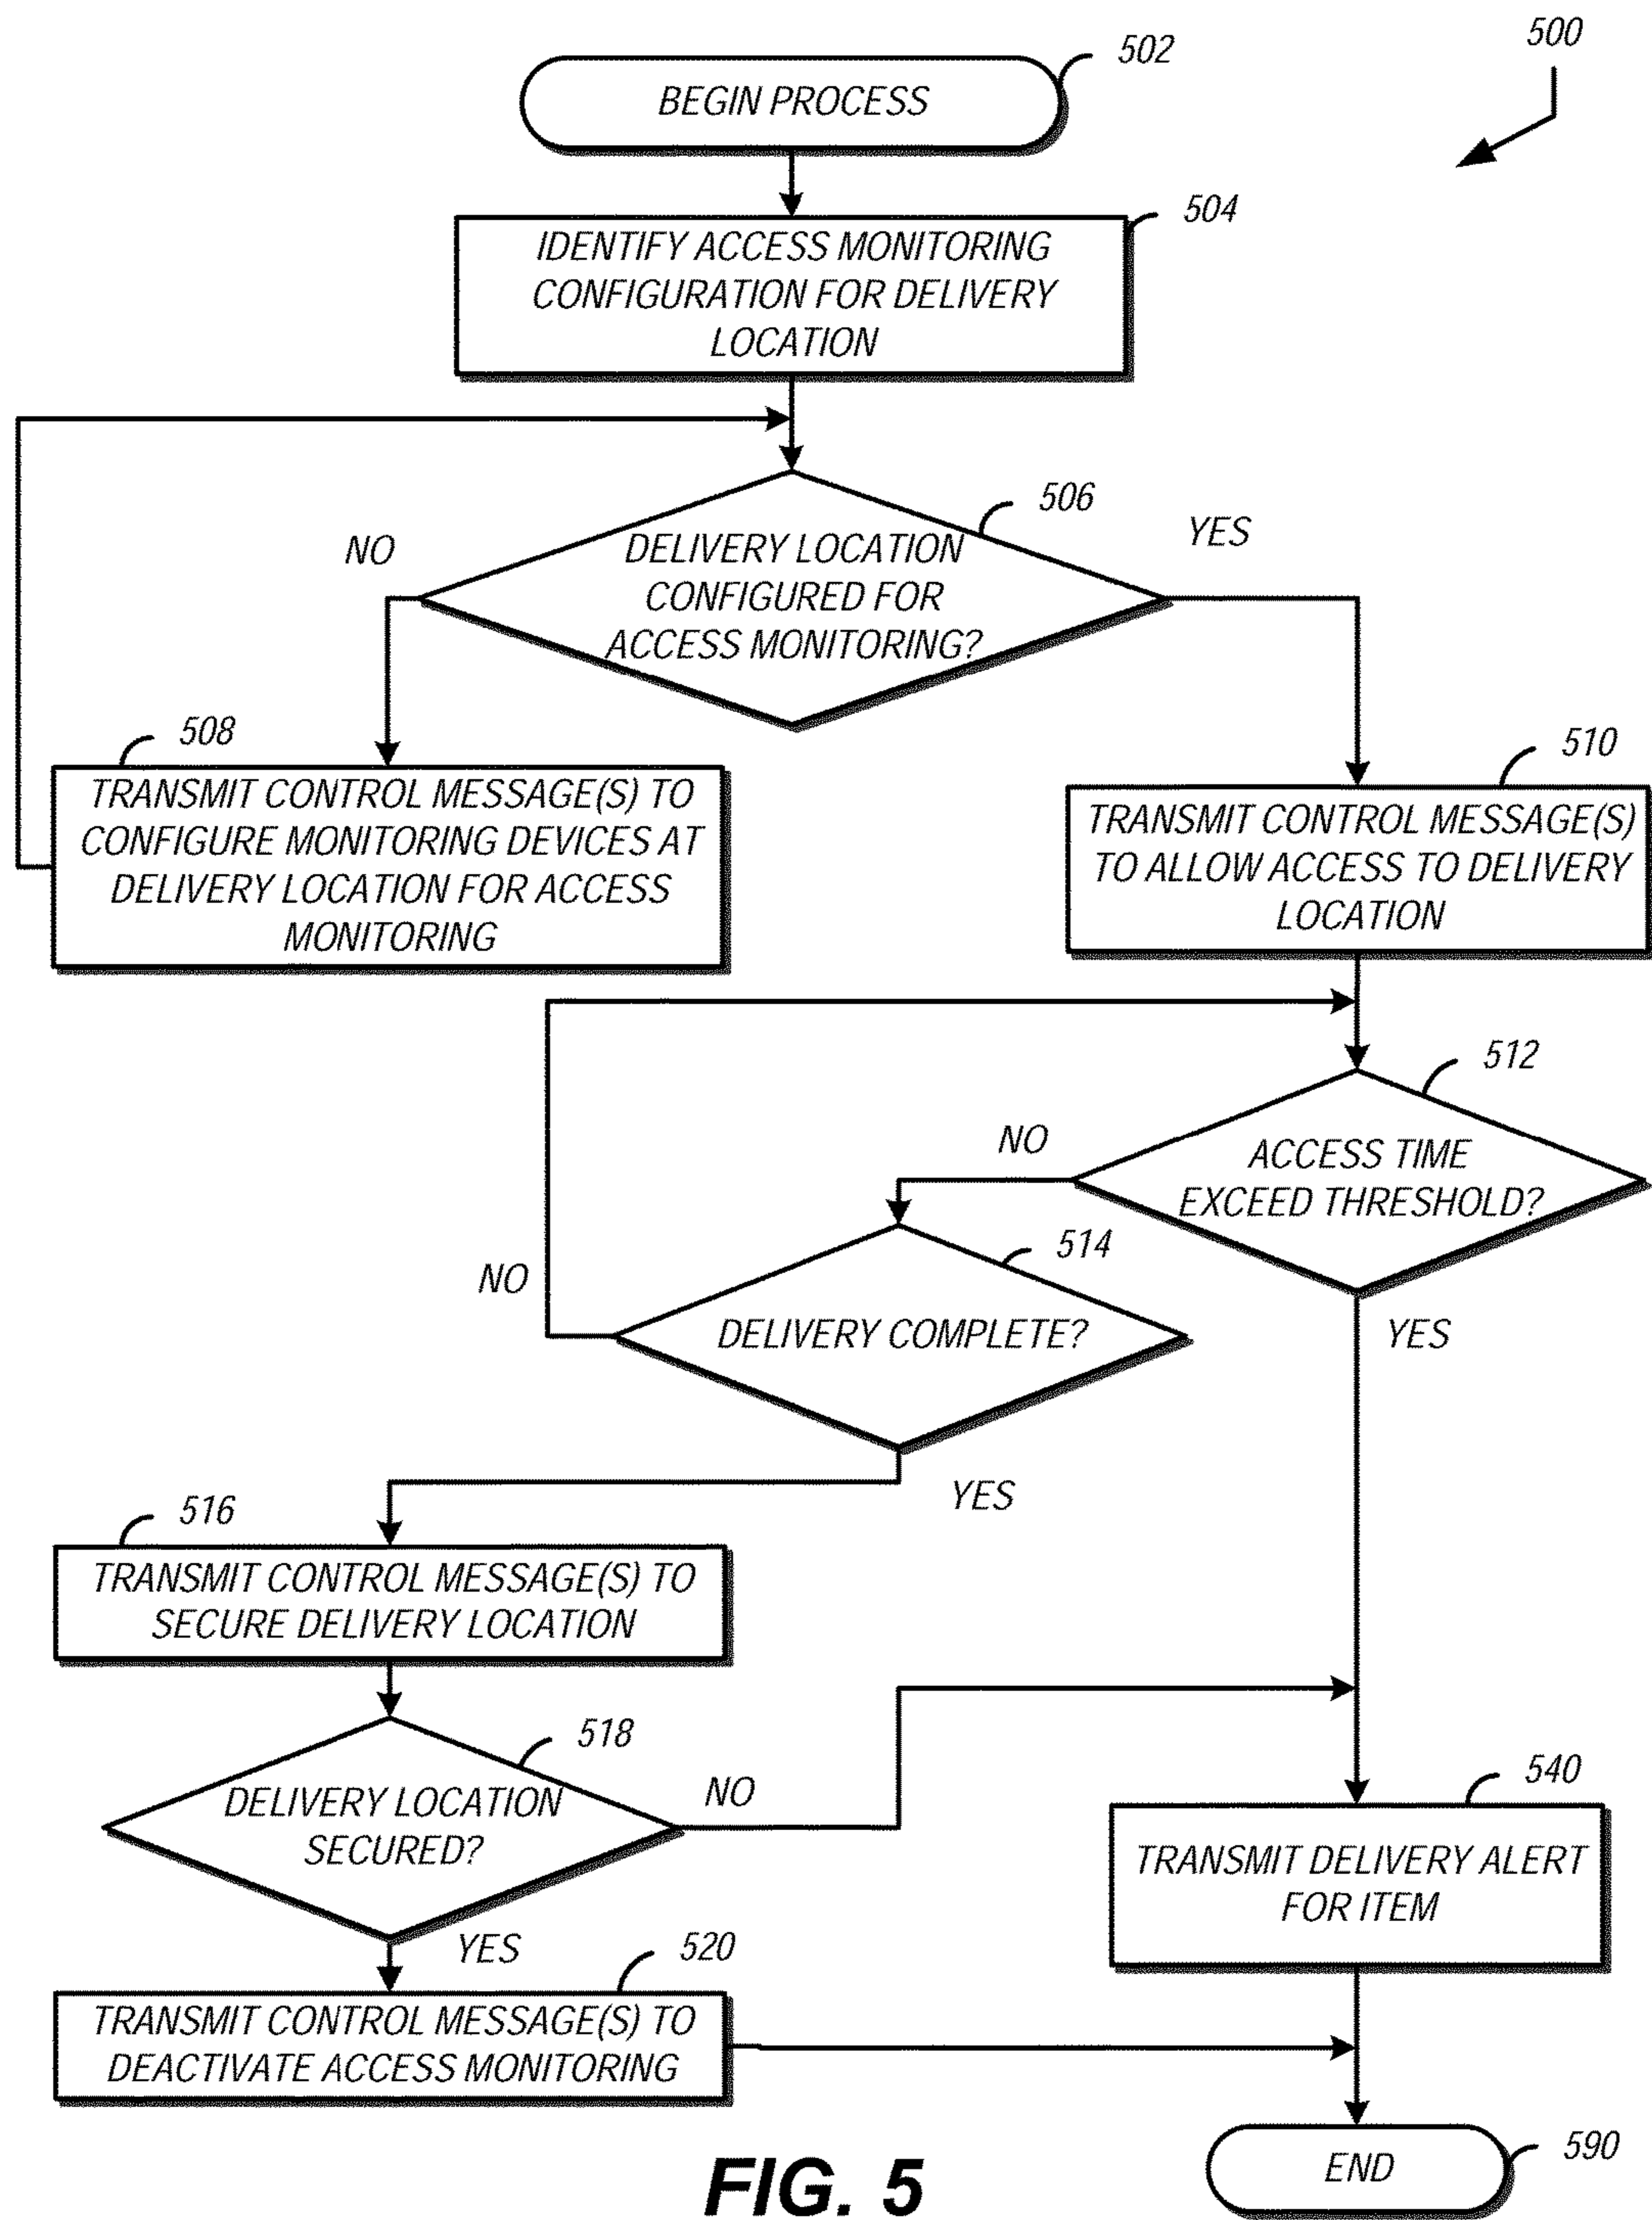 500
502
BEGIN PROCESS
504
IDENTIFY ACCESS MONITORING
CONFIGURATION FOR DELIVERY
LOCATION
506
NO
YES
DELIVERY LOCATION
CONFIGURED FOR
ACCESS MONITORING?
508
TRANSMIT CONTROL MESSAGE(S) TO
CONFIGURE MONITORING DEVICES AT
DELIVERY LOCATION FOR ACCESS
MONITORING
510
TRANSMIT CONTROL MESSAGE(S)
TO ALLOW ACCESS TO DELIVERY
LOCATION
512
NO
ACCESS TIME
EXCEED THRESHOLD?
YES
514
NO
DELIVERY COMPLETE?
YES
516
TRANSMIT CONTROL MESSAGE(S) TO
SECURE DELIVERY LOCATION
518
NO
DELIVERY LOCATION
SECURED?
YES
540
TRANSMIT DELIVERY ALERT
FOR ITEM
520
TRANSMIT CONTROL MESSAGE(S) TO
DEACTIVATE ACCESS MONITORING
590
END
FIG. 5